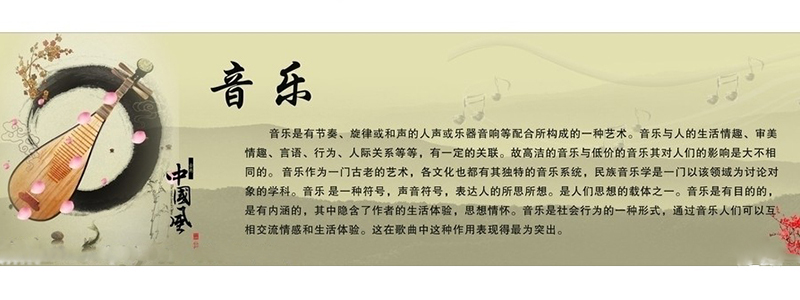 音乐
音乐是有节奏、旋律或和声的人声或乐器音响等配合所构成的一种艺术。音乐与人的生活情趣、审美
情趣、言语、行为、人际关系等等，有一定的关联。故高洁的音乐与低价的音乐其对人们的影响是大不相
同的。 音乐作为一门古老的艺术，各文化也都有其独特的音乐系统，民族音乐学是一门以该领域为讨论对
象的学科。音乐 是一种符号，声音符号，表达人的所思所想。是人们思想的载体之一。音乐是有目的的，
是有内涵的，其中隐含了作者的生活体验，思想情怀。音乐是社会行为的一种形式，通过音乐人们可以互
相交流情感和生活体验。这在歌曲中这种作用表现得最为突出。
中國風